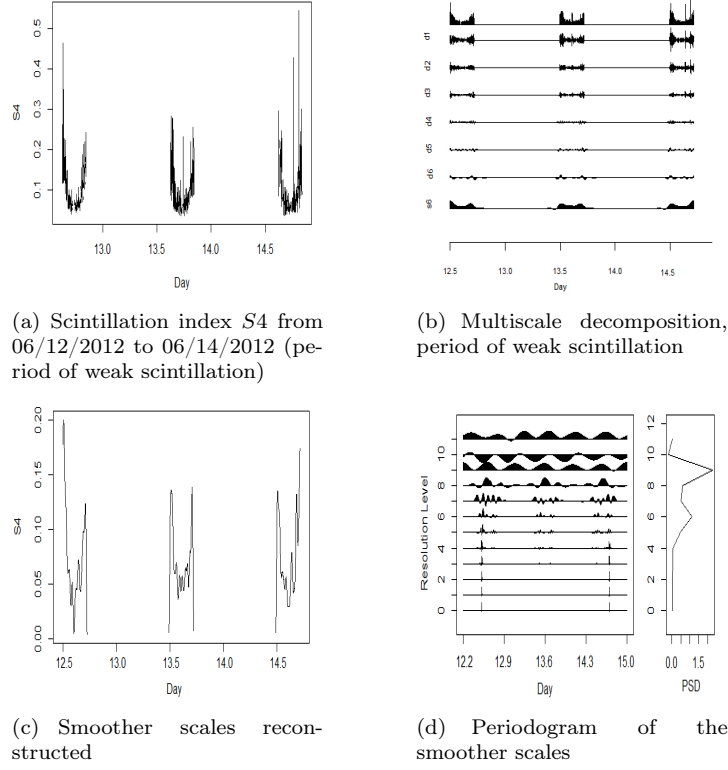 S4
0.1 0.2 0.3 0.4 0.5
13.0 13.5 14.0 14.5
Day
d1
d2
d3
d4
d5
d6
s6
12.5 13.0 13.5 14.0 14.5
Day
(a) Scintillation index S4 from
06/12/2012 to 06/14/2012 (pe-
riod of weak scintillation)
(b) Multiscale decomposition,
period of weak scintillation
S4
0.00 0.05 0.10 0.15 0.20
12.5 13.0 13.5 14.0 14.5
Day
Resolution Level
0 2 4 6 8 10
12.2 12.9 13.6 14.3 15.0
Day
0 2 4 6 8 10 12
0.0 1.5
PSD
(c) Smoother scales recon-
structed
(d) Periodogram of the
smoother scales